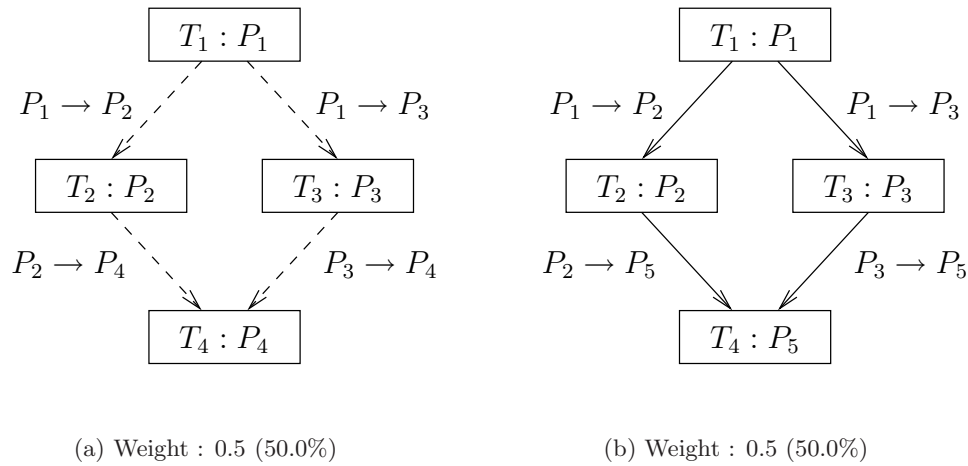 T₁ : P₁
P₁ → P₂
P₁ → P₃
T₂ : P₂
T₃ : P₃
P₂ → P₄
P₃ → P₄
T₄ : P₄
(a) Weight : 0.5 (50.0%)
T₁ : P₁
P₁ → P₂
P₁ → P₃
T₂ : P₂
T₃ : P₃
P₂ → P₅
P₃ → P₅
T₄ : P₅
(b) Weight : 0.5 (50.0%)